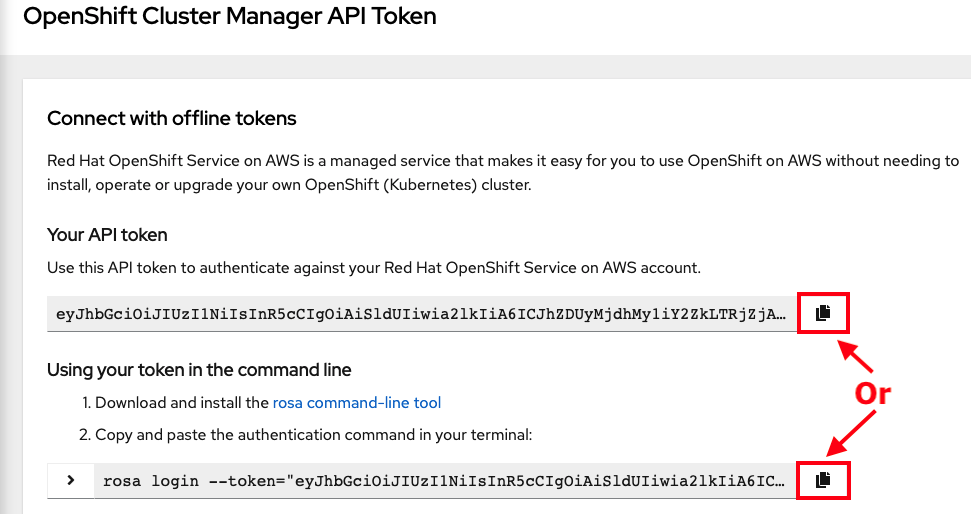 OpenShift Cluster Manager API Token
Connect with offline tokens
Red Hat OpenShift Service on AWS is a managed service that makes it easy for you to use OpenShift on AWS without needing to
install, operate or upgrade your own OpenShift (Kubernetes) cluster.
Your API token
Use this API token to authenticate against your Red Hat OpenShift Service on AWS account.
eyJhbGciOiJIUzI1NiIsInR5cCIgOiAiSldUIiwia2lkIiA6ICJhZDUyMjdhMy1iY2ZkLTRjZjA…
Or
Using your token in the command line
1. Download and install the rosa command-line tool
2. Copy and paste the authentication command in your terminal:
rosa login --token="eyJhbGciOiJIUzI1NiIsInR5cCIgOiAiSldUIiwia2lkIiA6IC…